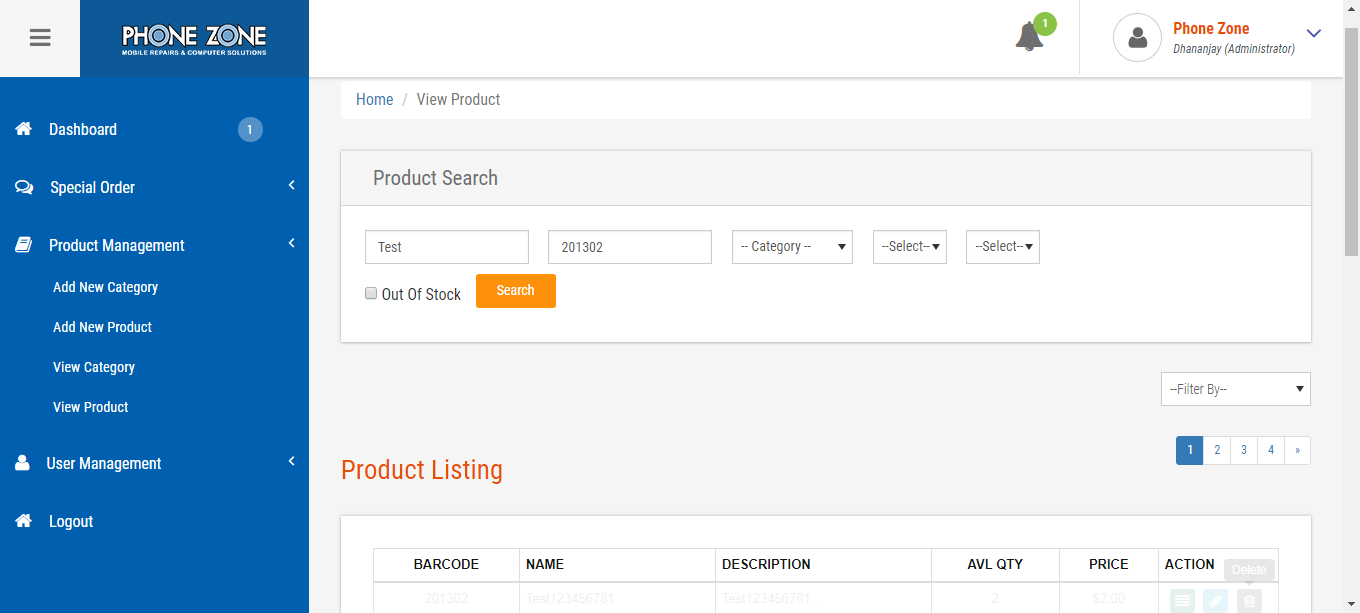 PHONE ZONE
MOBILE REPAIRS & COMPUTER SOLUTIONS
1
Phone Zone
Dhananjay (Administrator)
Dashboard
1
Special Order
Product Management
Add New Category
Add New Product
View Category
View Product
User Management
Logout
Home / View Product
Product Search
Test
201302
-- Category --
--Select--
--Select--
Out Of Stock
Search
--Filter By--
1 2 3 4 »
Product Listing
BARCODE NAME DESCRIPTION AVL QTY PRICE ACTION
Delete
201302 Test123456781 Test123456781... 2 $2.00